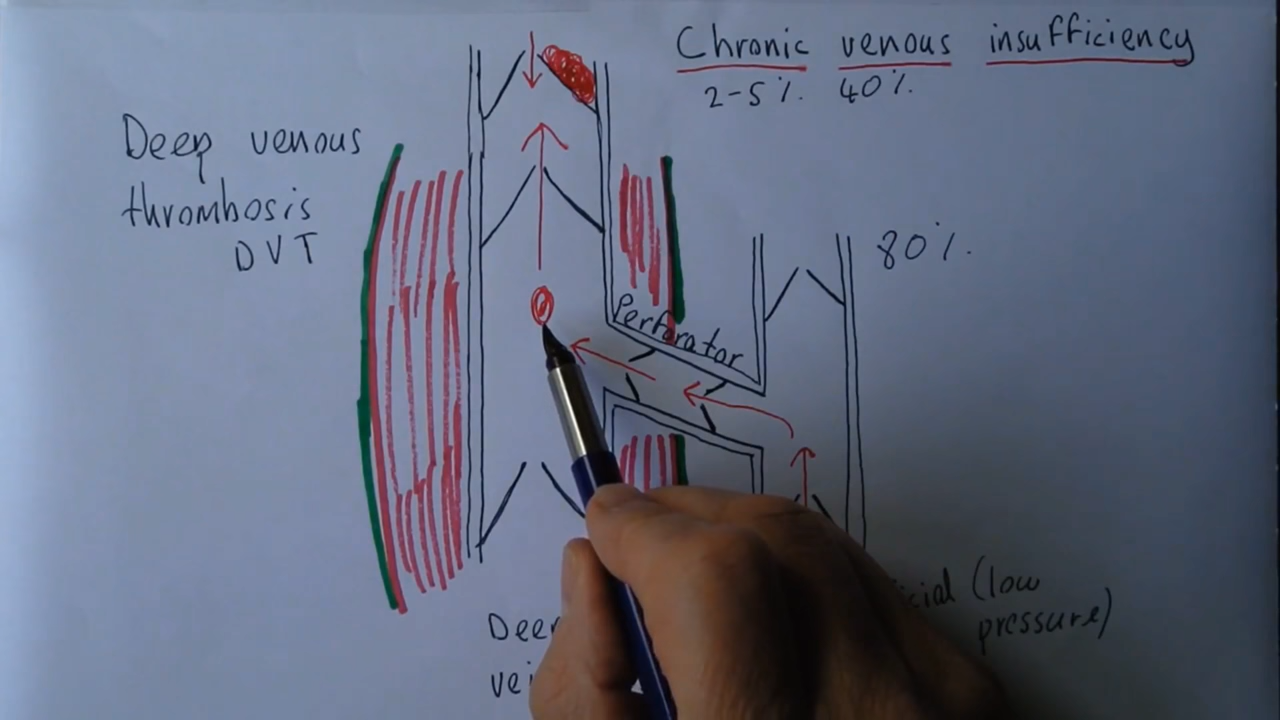 Chronic venous insufficiency
2-5% 40%
Deep venous
thrombosis
DVT
80%
Perforator
(low
pressure)